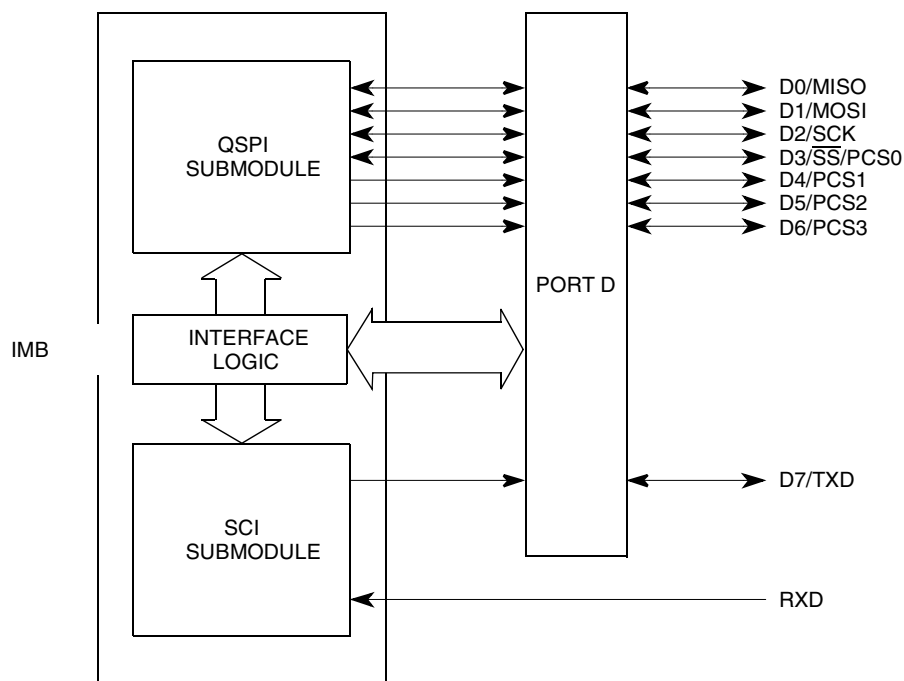 QSPI
SUBMODULE
D0/MISO
D1/MOSI
D2/SCK
D3/S̅S̅/PCS0
D4/PCS1
D5/PCS2
D6/PCS3
PORT D
IMB
INTERFACE
LOGIC
SCI
SUBMODULE
D7/TXD
RXD